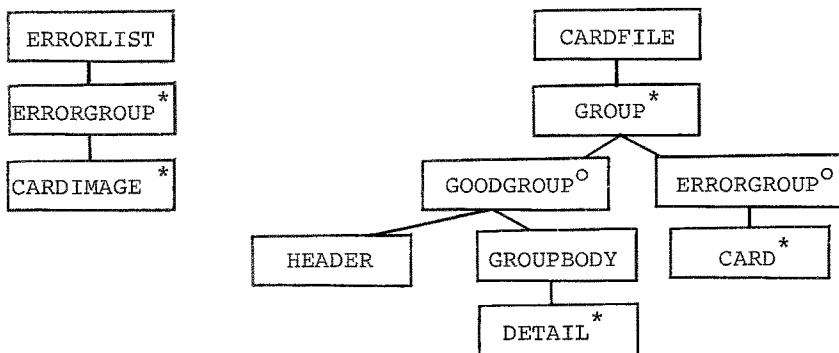 ERRORLIST
ERRORGROUP*
CARDIMAGE *
CARDFILE
GROUP*
GOODGROUP°
ERRORGROUP°
HEADER
GROUPBODY
CARD*
DETAIL*